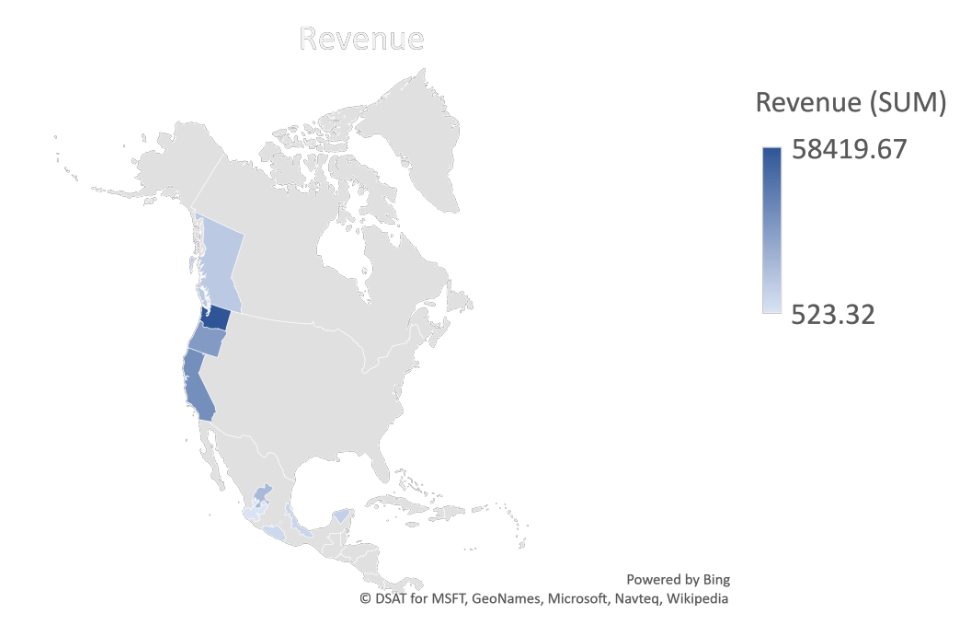 Revenue
Revenue (SUM)
58419.67
523.32
Powered by Bing
© DSAT for MSFT, GeoNames, Microsoft, Navteq, Wikipedia